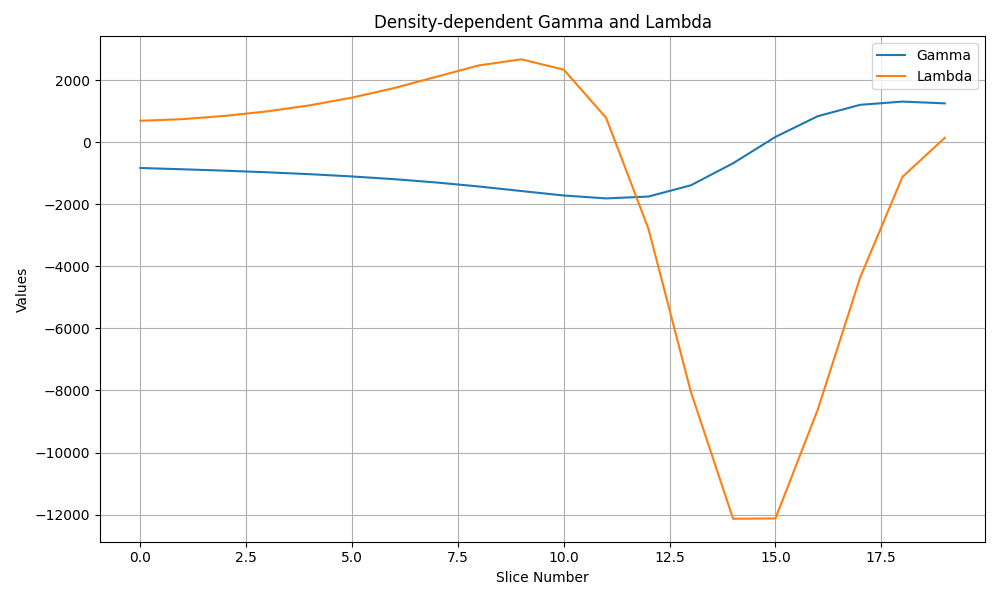 Density-dependent Gamma and Lambda
Gamma
Lambda
2000
0
−2000
−4000
−6000
−8000
−10000
−12000
Values
0.0 2.5 5.0 7.5 10.0 12.5 15.0 17.5
Slice Number